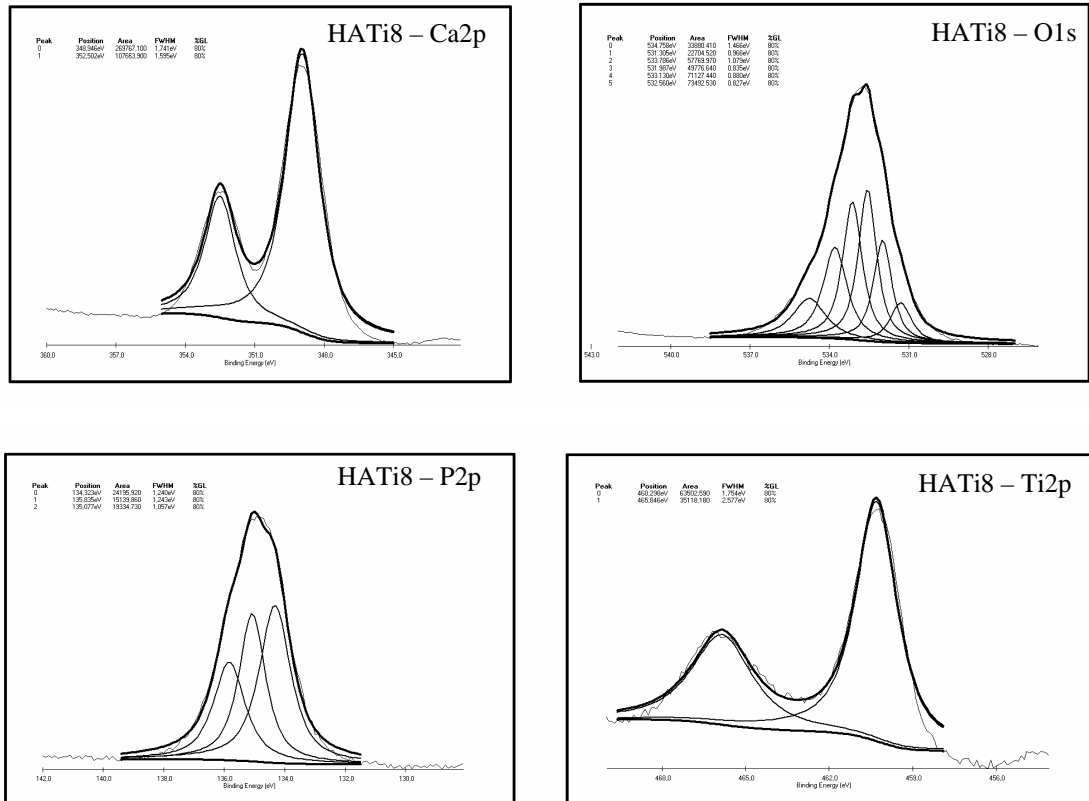 HATi8 – Ca2p
Peak Position Area FWHM %GL
0 348,946eV 269767,100 1,741eV 80%
1 352,502eV 107663,900 1,595eV 80%
360,0 357,0 354,0 351,0 348,0 345,0
Binding Energy (eV)
HATi8 – O1s
Peak Position Area FWHM %GL
0 534.758eV 33880.410 1.466eV 80%
1 531.305eV 22704.520 0.966eV 80%
2 533.786eV 57769.970 1.079eV 80%
3 531.987eV 49776.640 0.835eV 80%
4 533.130eV 71127.440 0.880eV 80%
5 532.560eV 73492.530 0.827eV 80%
543.0 540.0 537.0 534.0 531.0 528.0
Binding Energy (eV)
HATi8 – P2p
Peak Position Area FWHM %GL
0 134,323eV 24195,920 1,240eV 80%
1 135,835eV 15139,860 1,243eV 80%
2 135,077eV 19334,730 1,057eV 80%
142.0 140.0 138.0 136.0 134.0 132.0 130.0
Binding Energy (eV)
HATi8 – Ti2p
Peak Position Area FWHM %GL
0 460,298eV 63502,590 1,754eV 80%
1 465,846eV 35118,180 2,577eV 80%
468.0 465.0 462.0 459.0 456.0
Binding Energy (eV)